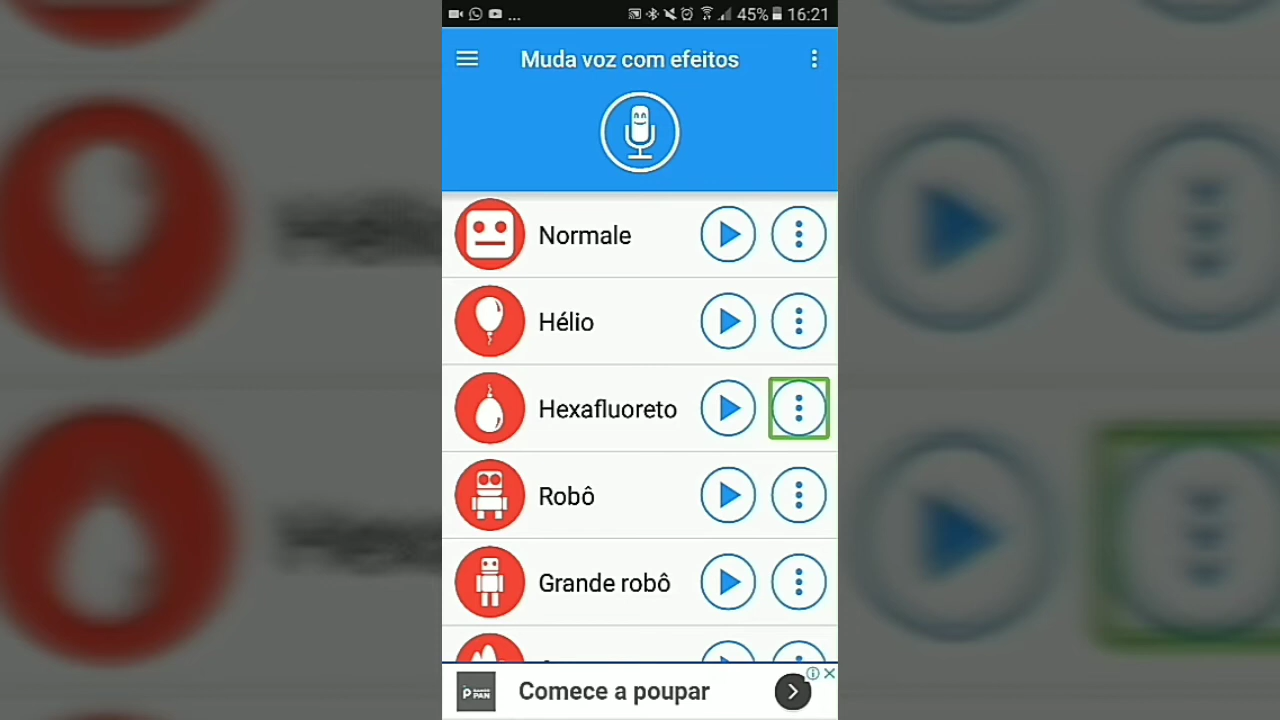 ... 45% 16:21
Muda voz com efeitos
Normale
Hélio
Hexafluoreto
Robô
Grande robô
PAN Comece a poupar